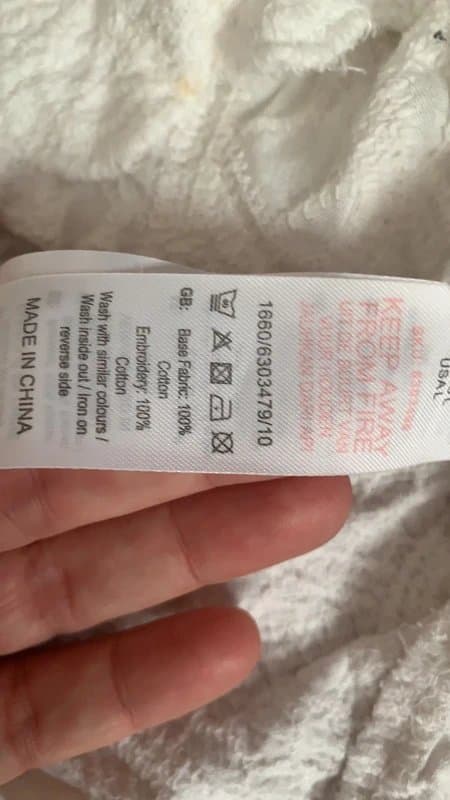 KEEP AWAY
FROM FIRE
1660/6303479/10
GB: Base Fabric: 100%
Cotton
Embroidery: 100%
Cotton
Wash with similar colours /
Wash inside out / Iron on
reverse side
MADE IN CHINA